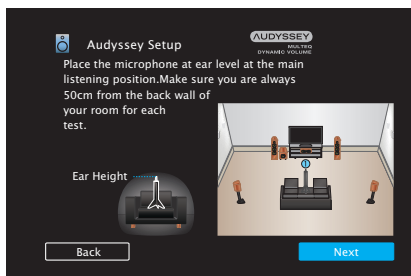 Audyssey Setup
AUDYSSEY
MULTEQ
DYNAMIC VOLUME
Place the microphone at ear level at the main
listening position.Make sure you are always
50cm from the back wall of
your room for each
test.
Ear Height
Back
Next